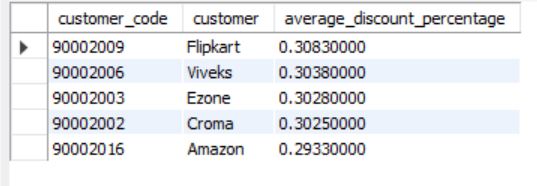 customer_code customer average_discount_percentage
90002009 Flipkart 0.30830000
90002006 Viveks 0.30380000
90002003 Ezone 0.30280000
90002002 Croma 0.30250000
90002016 Amazon 0.29330000